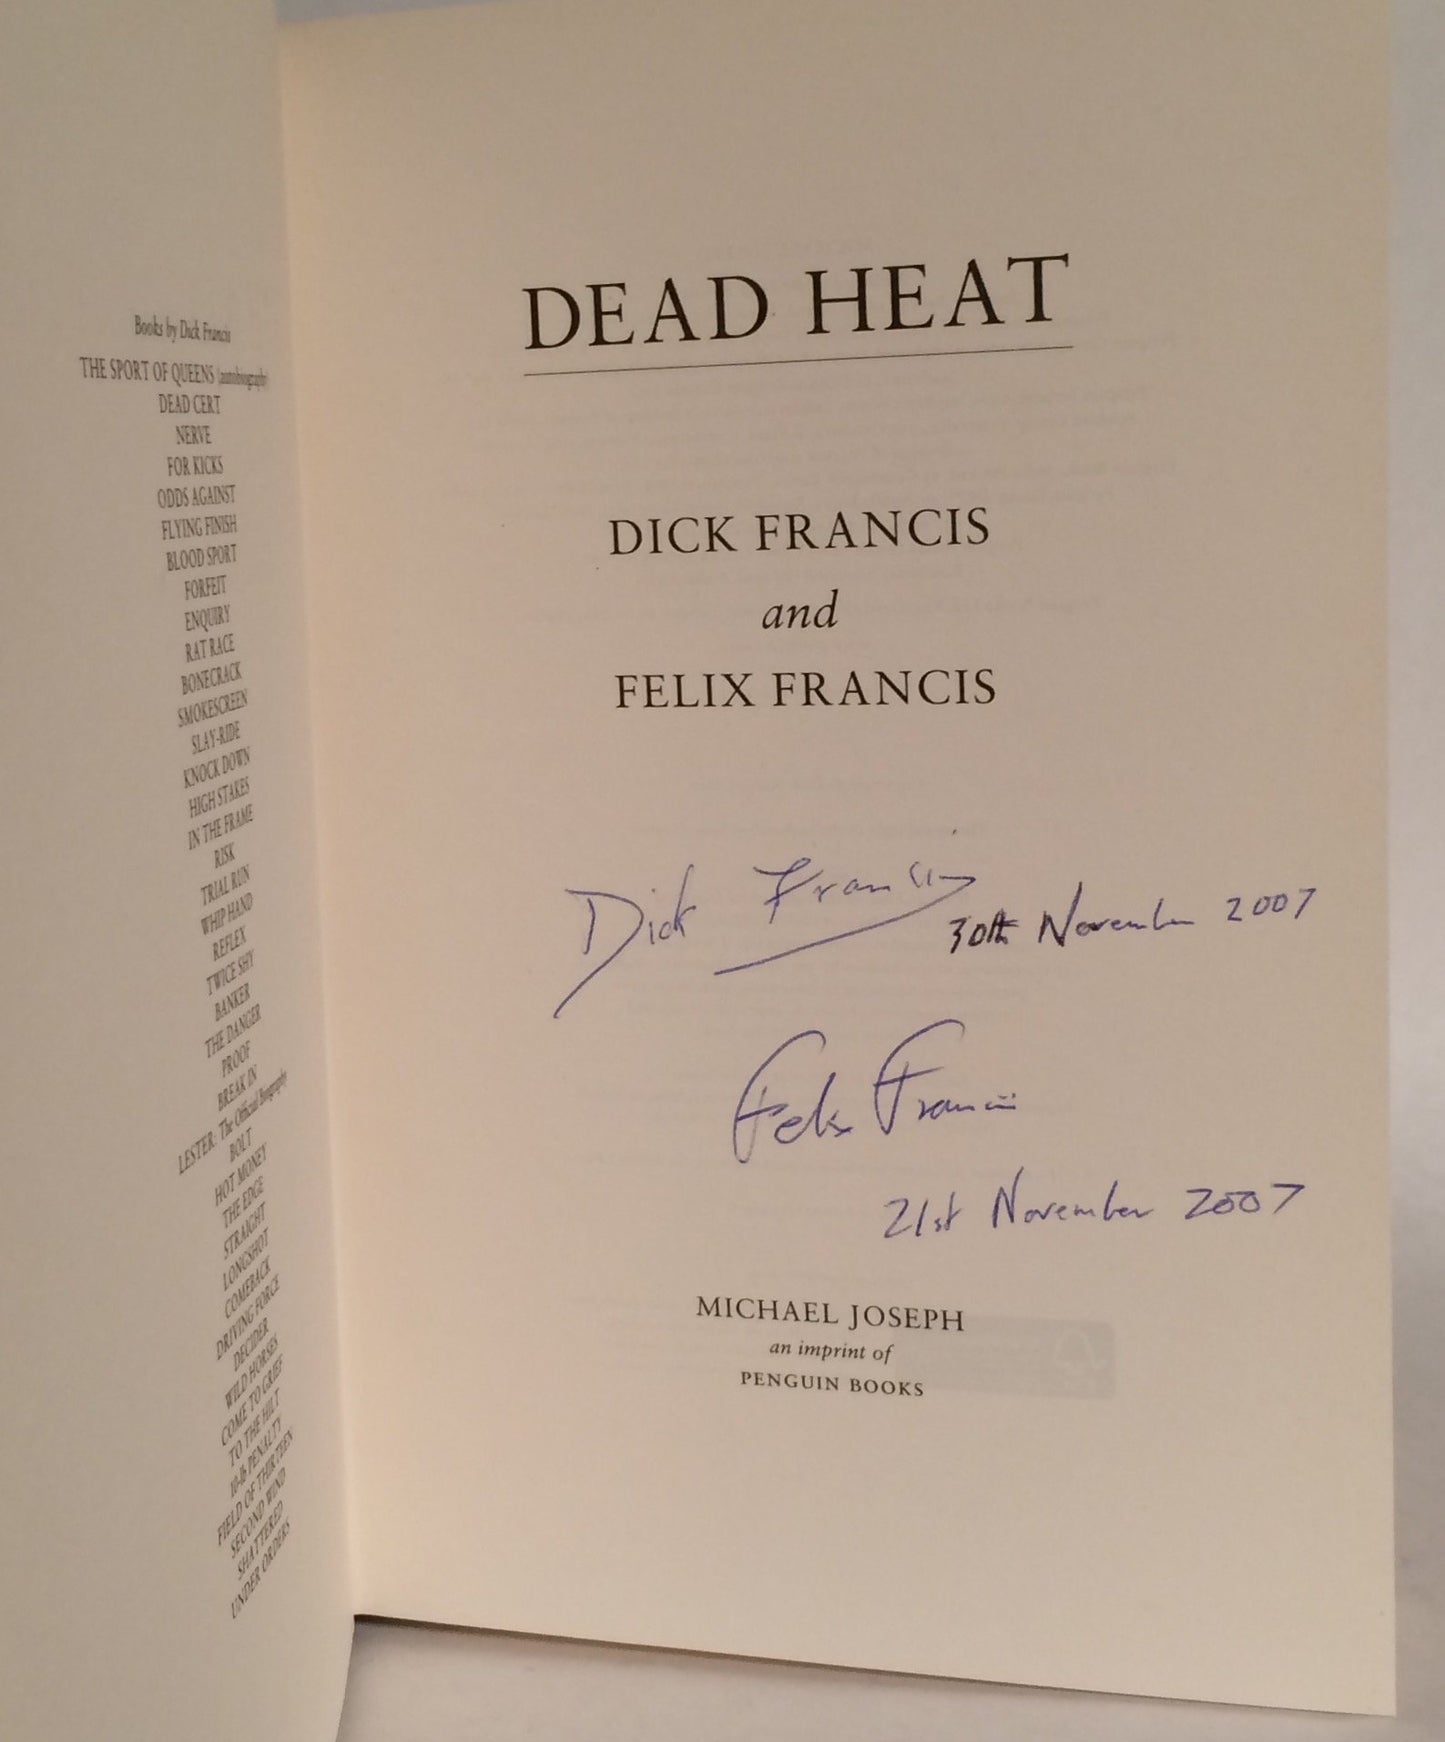 Books by Dick Francis
THE SPORT OF QUEENS (autobiography)
DEAD CERT
NERVE
FOR KICKS
ODDS AGAINST
FLYING FINISH
BLOOD SPORT
FORFEIT
ENQUIRY
RAT RACE
BONECRACK
SMOKESCREEN
SLAY-RIDE
KNOCK DOWN
HIGH STAKES
IN THE FRAME
RISK
TRIAL RUN
WHIP HAND
REFLEX
TWICE SHY
BANKER
THE DANGER
PROOF
BREAK IN
LESTER: The Official Biography
BOLT
HOT MONEY
THE EDGE
STRAIGHT
LONGSHOT
COMEBACK
DRIVING FORCE
DECIDER
WILD HORSES
COME TO GRIEF
TO THE HILT
10-lb PENALTY
FIELD OF THIRTEEN
SECOND WIND
SHATTERED
UNDER ORDERS
DEAD HEAT
DICK FRANCIS
and
FELIX FRANCIS
Dick Francis
30th November 2007
Felix Francis
21st November 2007
MICHAEL JOSEPH
an imprint of
PENGUIN BOOKS